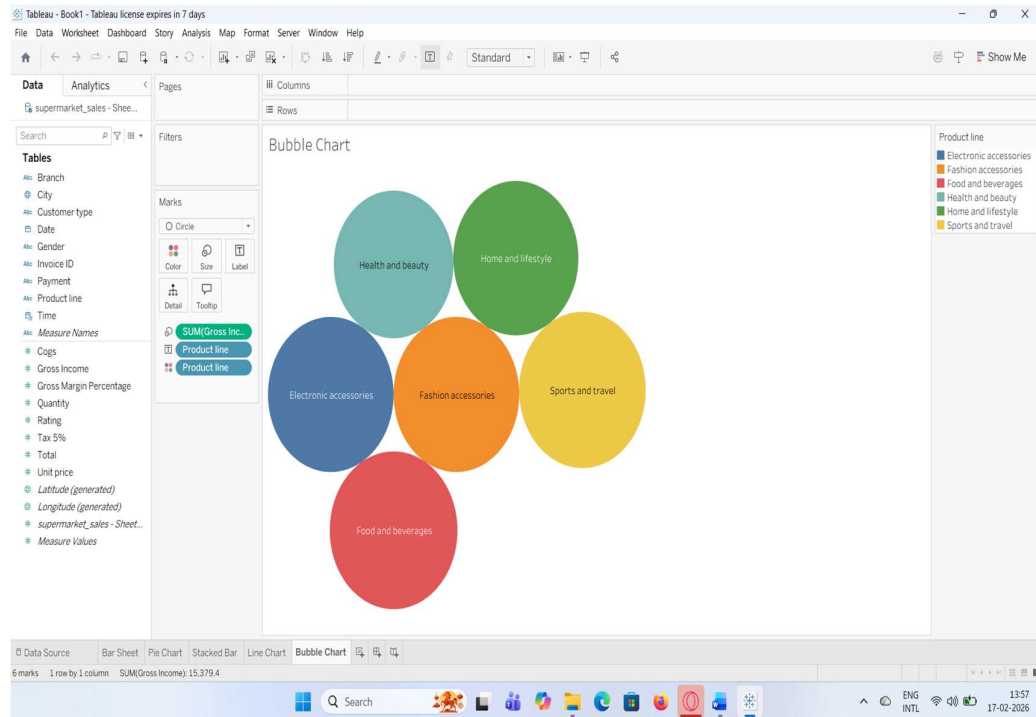 Tableau - Book1 - Tableau license expires in 7 days
File Data Worksheet Dashboard Story Analysis Map Format Server Window Help
Standard
Show Me
Data Analytics
supermarket_sales - Shee...
Search
Tables
Abc Branch
City
Abc Customer type
Date
Abc Gender
Abc Invoice ID
Abc Payment
Abc Product line
Time
Abc Measure Names
# Cogs
# Gross Income
# Gross Margin Percentage
# Quantity
# Rating
# Tax 5%
# Total
# Unit price
Latitude (generated)
Longitude (generated)
# supermarket_sales - Sheet...
# Measure Values
Pages
Filters
Marks
Circle
Color Size Label
Detail Tooltip
SUM(Gross Inc..
Product line
Product line
Columns
Rows
Bubble Chart
Health and beauty
Home and lifestyle
Electronic accessories
Fashion accessories
Sports and travel
Food and beverages
Product line
Electronic accessories
Fashion accessories
Food and beverages
Health and beauty
Home and lifestyle
Sports and travel
Data Source Bar Sheet Pie Chart Stacked Bar Line Chart Bubble Chart
6 marks 1 row by 1 column SUM(Gross Income): 15,379.4
Search
ENG
INTL
13:57
17-02-2026